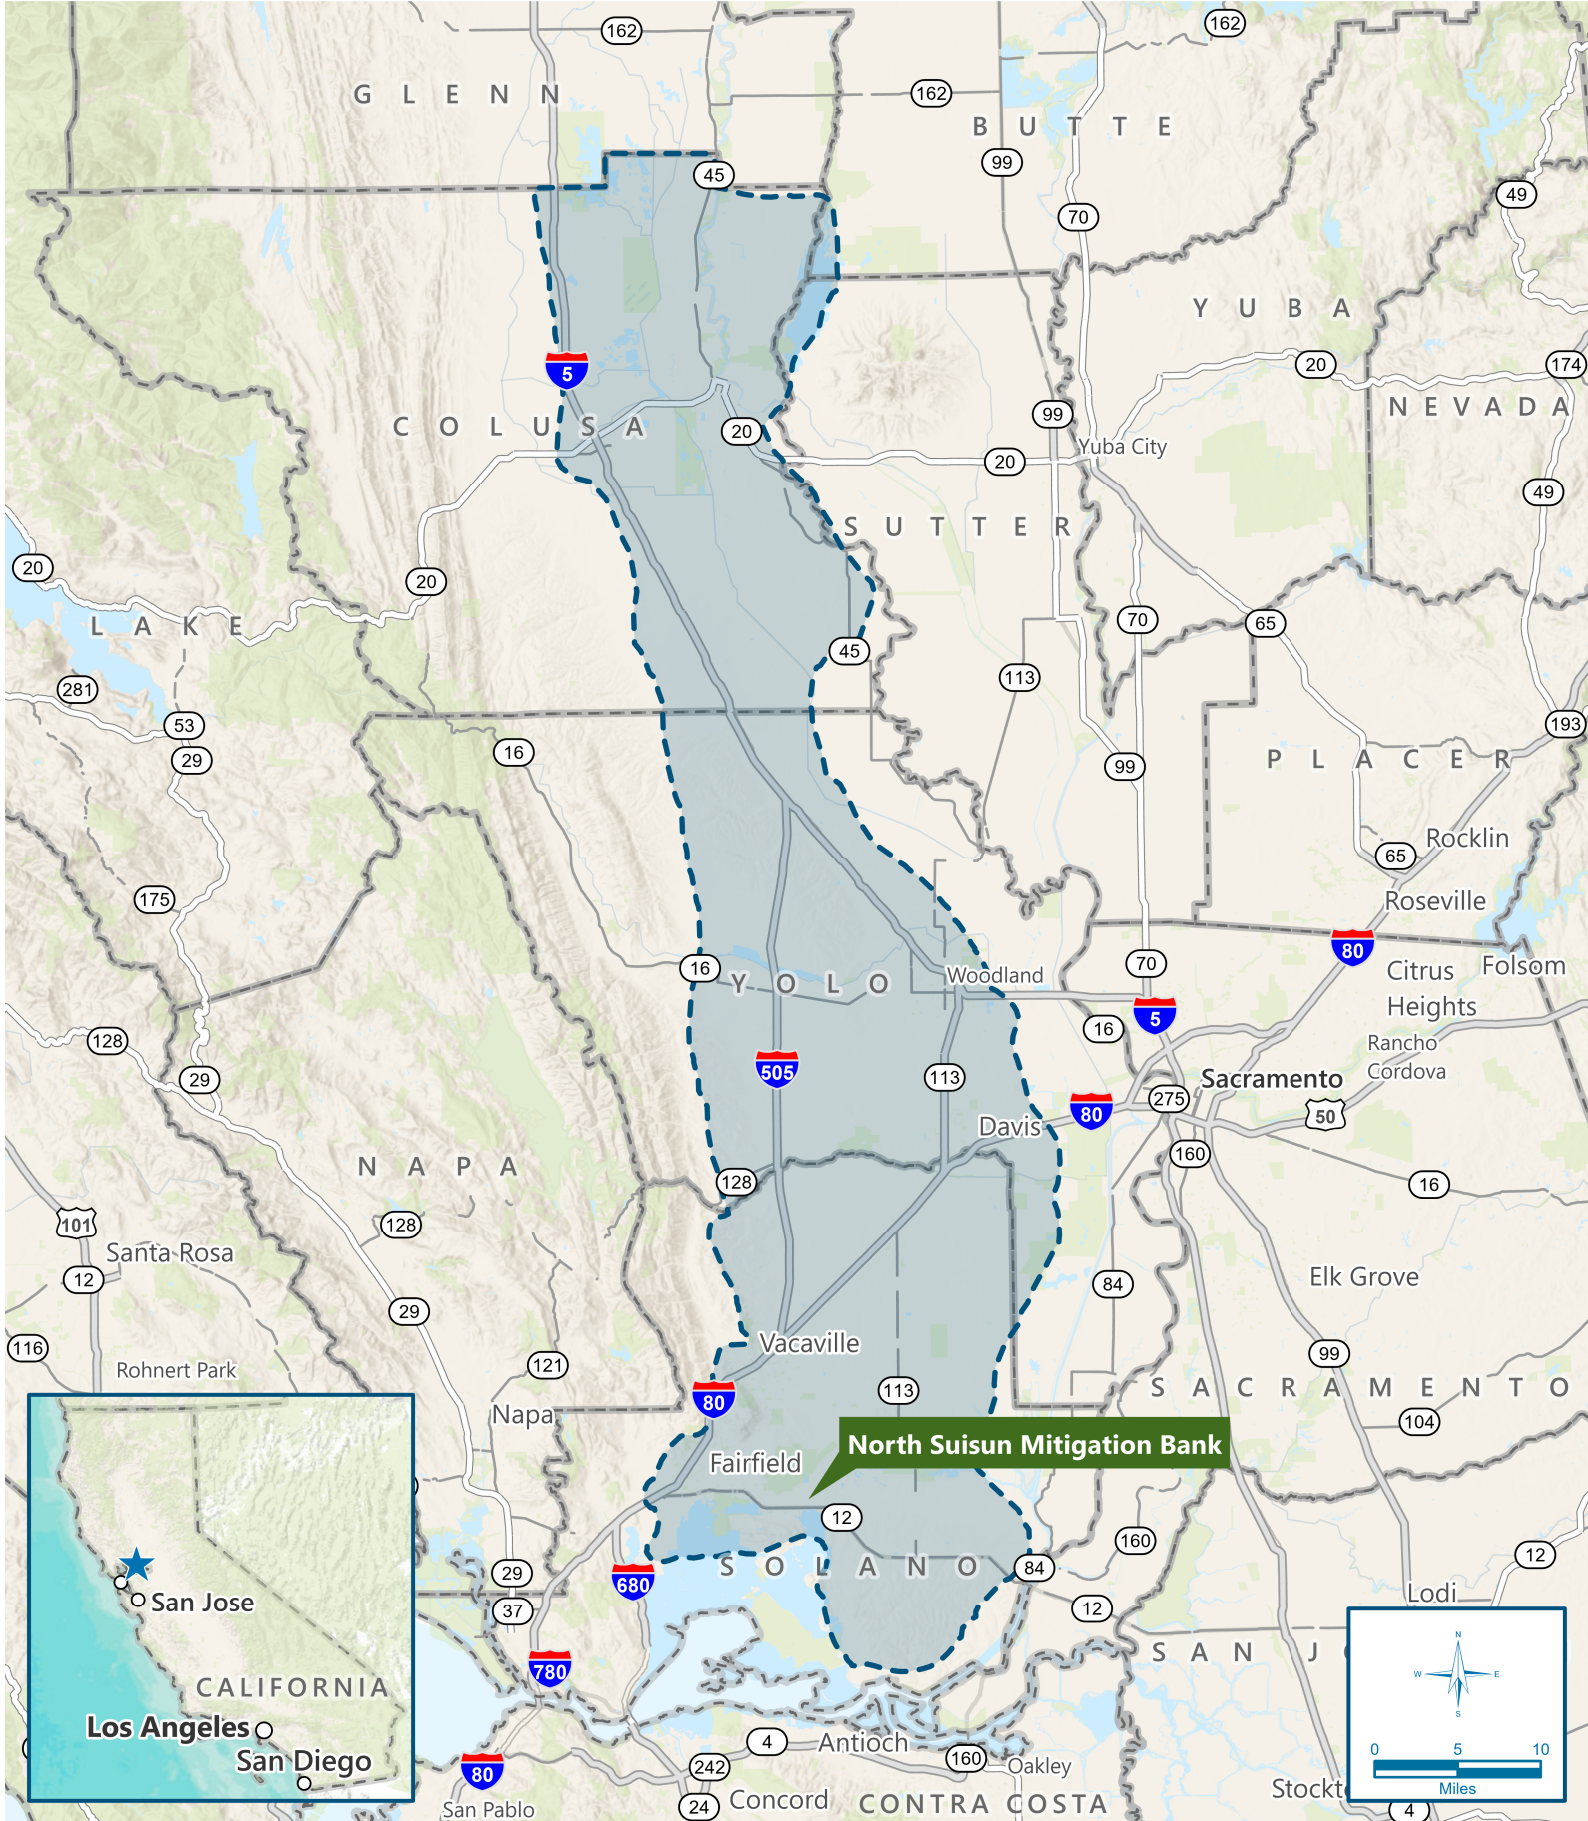 162
162
GLENN
162
BUTTE
99
45
49
70
YUBA
5
20
174
NEVADA
99
COLUSA
20
Yuba City
20
49
SUTTER
20
20
70
65
LAKE
45
113
281
53
193
16
29
99
PLACER
Rocklin
65
175
Roseville
80
16
YOLO
Woodland
70
Citrus
Heights
Folsom
5
16
128
Rancho
Cordova
505
113
29
Sacramento
275
80
50
Davis
160
NAPA
128
16
101
128
Santa Rosa
12
84
Elk Grove
29
116
Vacaville
99
Rohnert Park
121
80
113
SACRAMENTO
Napa
104
North Suisun Mitigation Bank
Fairfield
12
160
12
SOLANO
84
29
680
Lodi
37
12
San Jose
SAN J
780
CALIFORNIA
Los Angeles
San Diego
4
Antioch
160
Oakley
80
242
24
Concord
San Pablo
CONTRA COSTA
Stockt
4
N
W
E
S
0
5
10
Miles